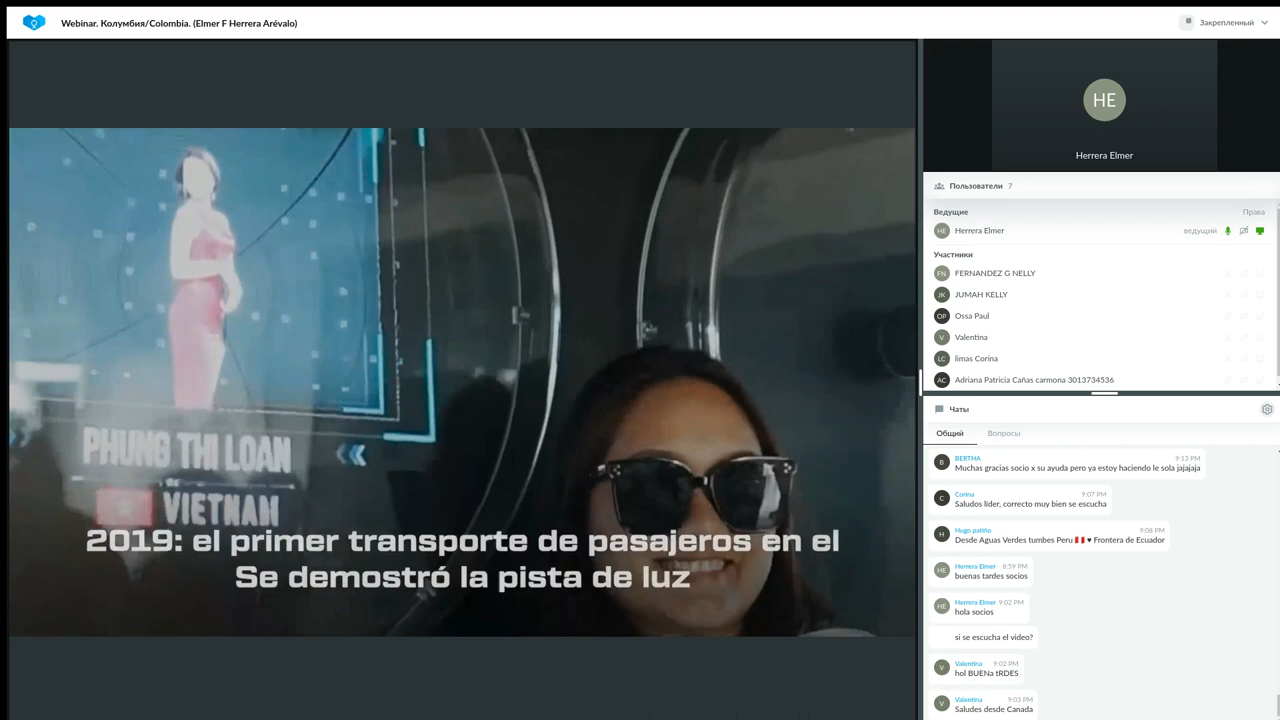 Webinar. Колумбия/Colombia. (Elmer F Herrera Arévalo)
Закрепленный
PHUNG THI LOAN
VIETNAM
2019: el primer transporte de pasajeros en el
Se demostró la pista de luz
HE
Herrera Elmer
Пользователи 7
Ведущие Права
HE Herrera Elmer ведущий
Участники
FN FERNANDEZ G NELLY
JK JUMAH KELLY
OP Ossa Paul
V Valentina
LC limas Corina
AC Adriana Patricia Cañas carmona 3013734536
Чаты
Общий Вопросы
B BERTHA 9:13 PM
Muchas gracias socio x su ayuda pero ya estoy haciendo le sola jajajaja
C Corina 9:07 PM
Saludos líder, correcto muy bien se escucha
H Hugo patiño 9:08 PM
Desde Aguas Verdes tumbes Peru 🇵🇪 ♥ Frontera de Ecuador
HE Herrera Elmer 8:59 PM
buenas tardes socios
HE Herrera Elmer 9:02 PM
hola socios
si se escucha el video?
V Valentina 9:02 PM
hol BUENa tRDES
V Valentina 9:03 PM
Saludes desde Canada